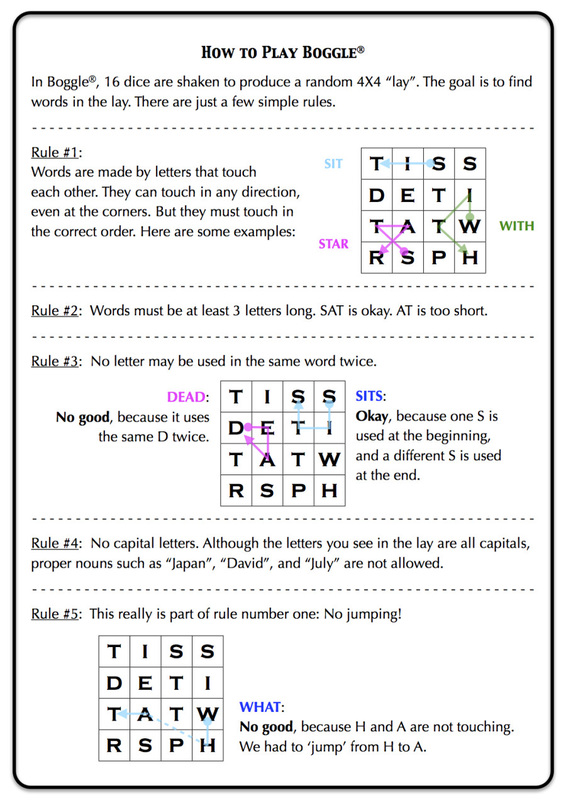 How to Play Boggle®
In Boggle®, 16 dice are shaken to produce a random 4X4 “lay”. The goal is to find
words in the lay. There are just a few simple rules.
Rule #1:
Words are made by letters that touch
each other. They can touch in any direction,
even at the corners. But they must touch in
the correct order. Here are some examples:
SIT
STAR
T I S S
D E T I
T A T W
R S P H
WITH
Rule #2: Words must be at least 3 letters long. SAT is okay. AT is too short.
Rule #3: No letter may be used in the same word twice.
DEAD:
No good, because it uses
the same D twice.
T I S S
D E T I
T A T W
R S P H
SITS:
Okay, because one S is
used at the beginning,
and a different S is used
at the end.
Rule #4: No capital letters. Although the letters you see in the lay are all capitals,
proper nouns such as “Japan”, “David”, and “July” are not allowed.
Rule #5: This really is part of rule number one: No jumping!
T I S S
D E T I
T A T W
R S P H
WHAT:
No good, because H and A are not touching.
We had to ‘jump’ from H to A.